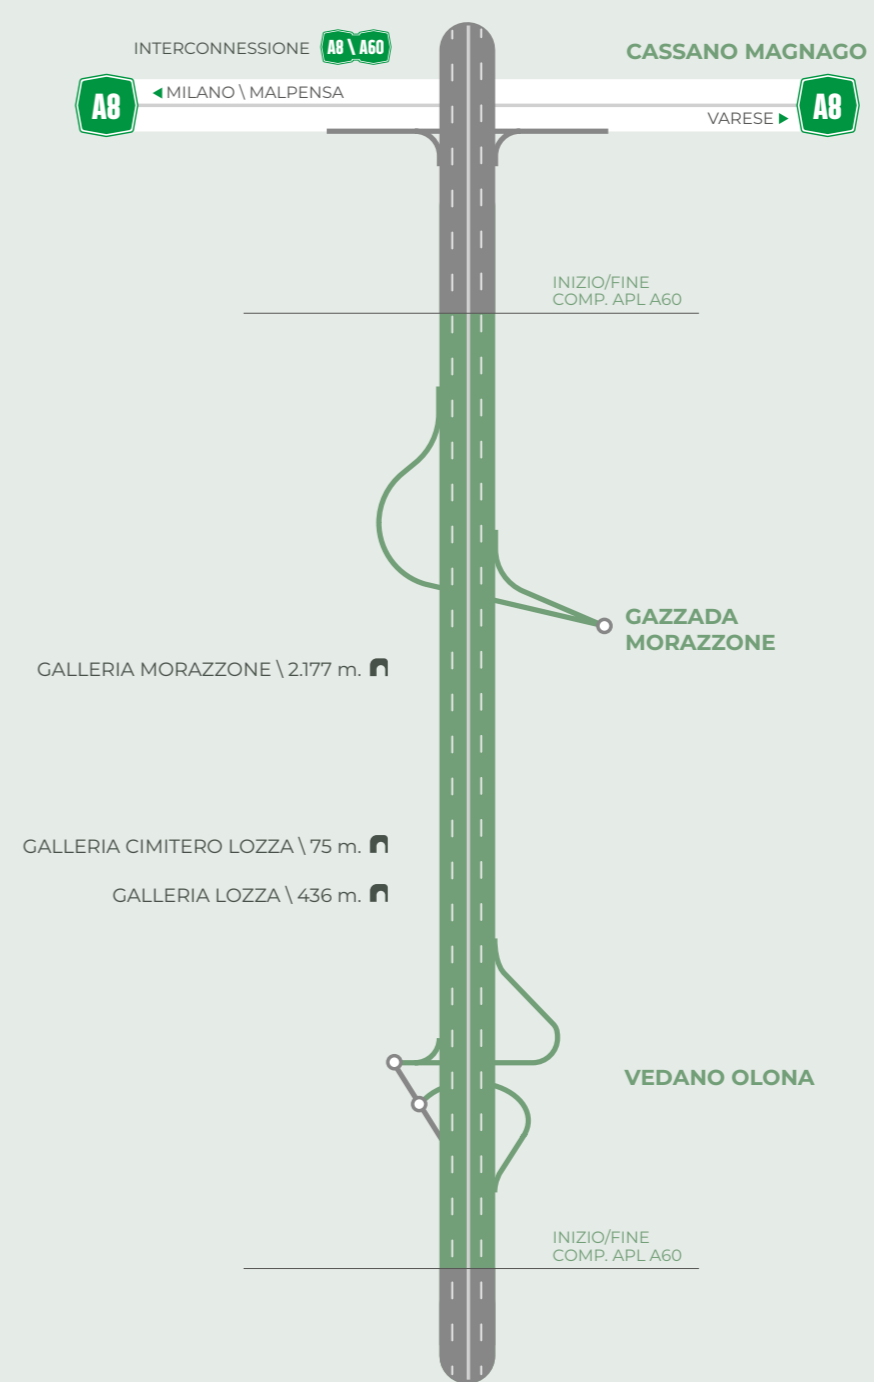 INTERCONNESSIONE A8 \ A60
CASSANO MAGNAGO
A8
MILANO \ MALPENSA
VARESE
A8
INIZIO/FINE
COMP. APL A60
GAZZADA
MORAZZONE
GALLERIA MORAZZONE \ 2.177 m.
GALLERIA CIMITERO LOZZA \ 75 m.
GALLERIA LOZZA \ 436 m.
VEDANO OLONA
INIZIO/FINE
COMP. APL A60